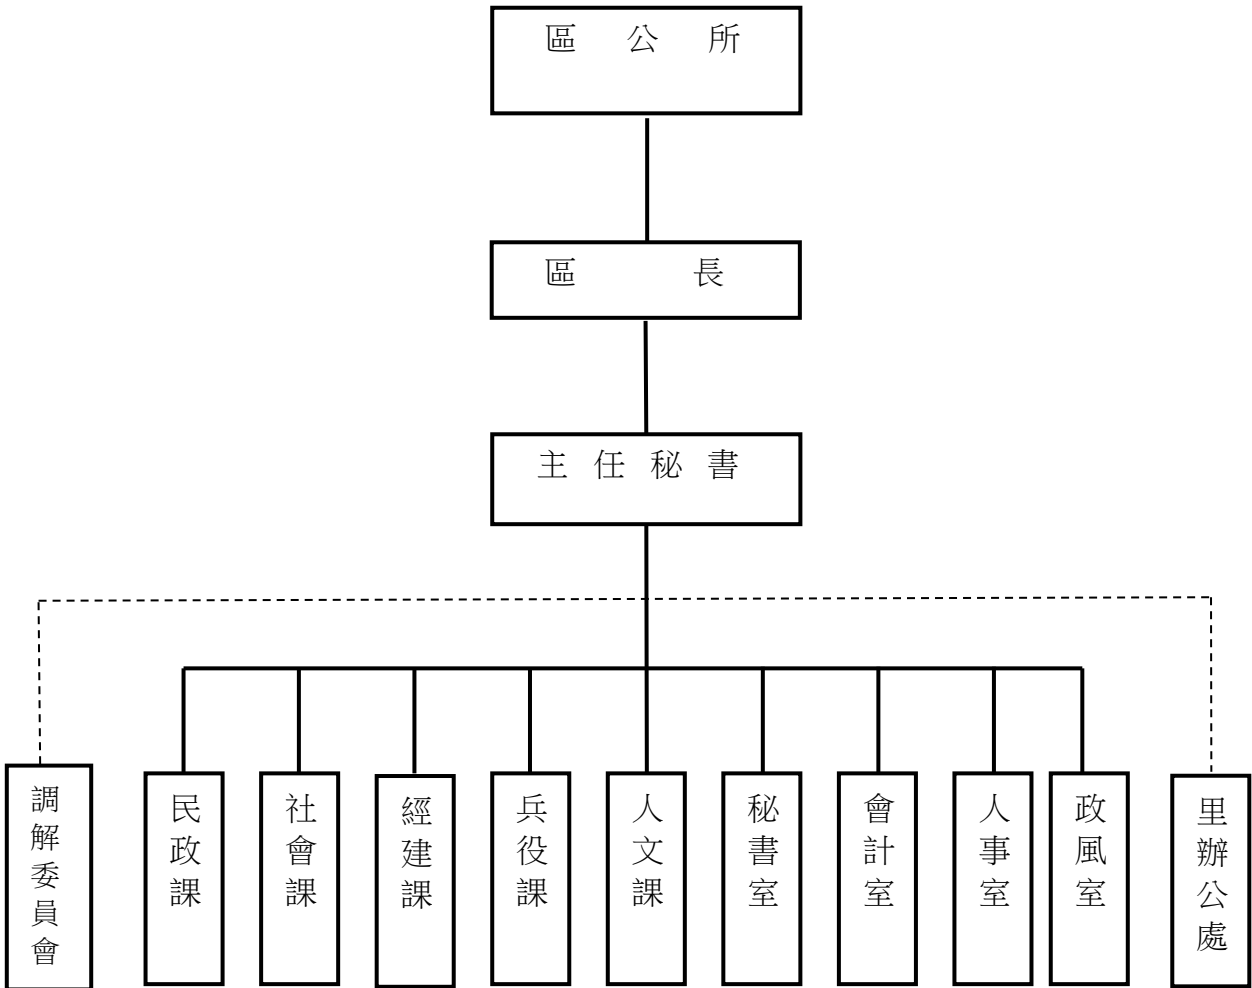 區公所
區長
主任秘書
調解委員會
民政課
社會課
經建課
兵役課
人文課
秘書室
會計室
人事室
政風室
里辦公處